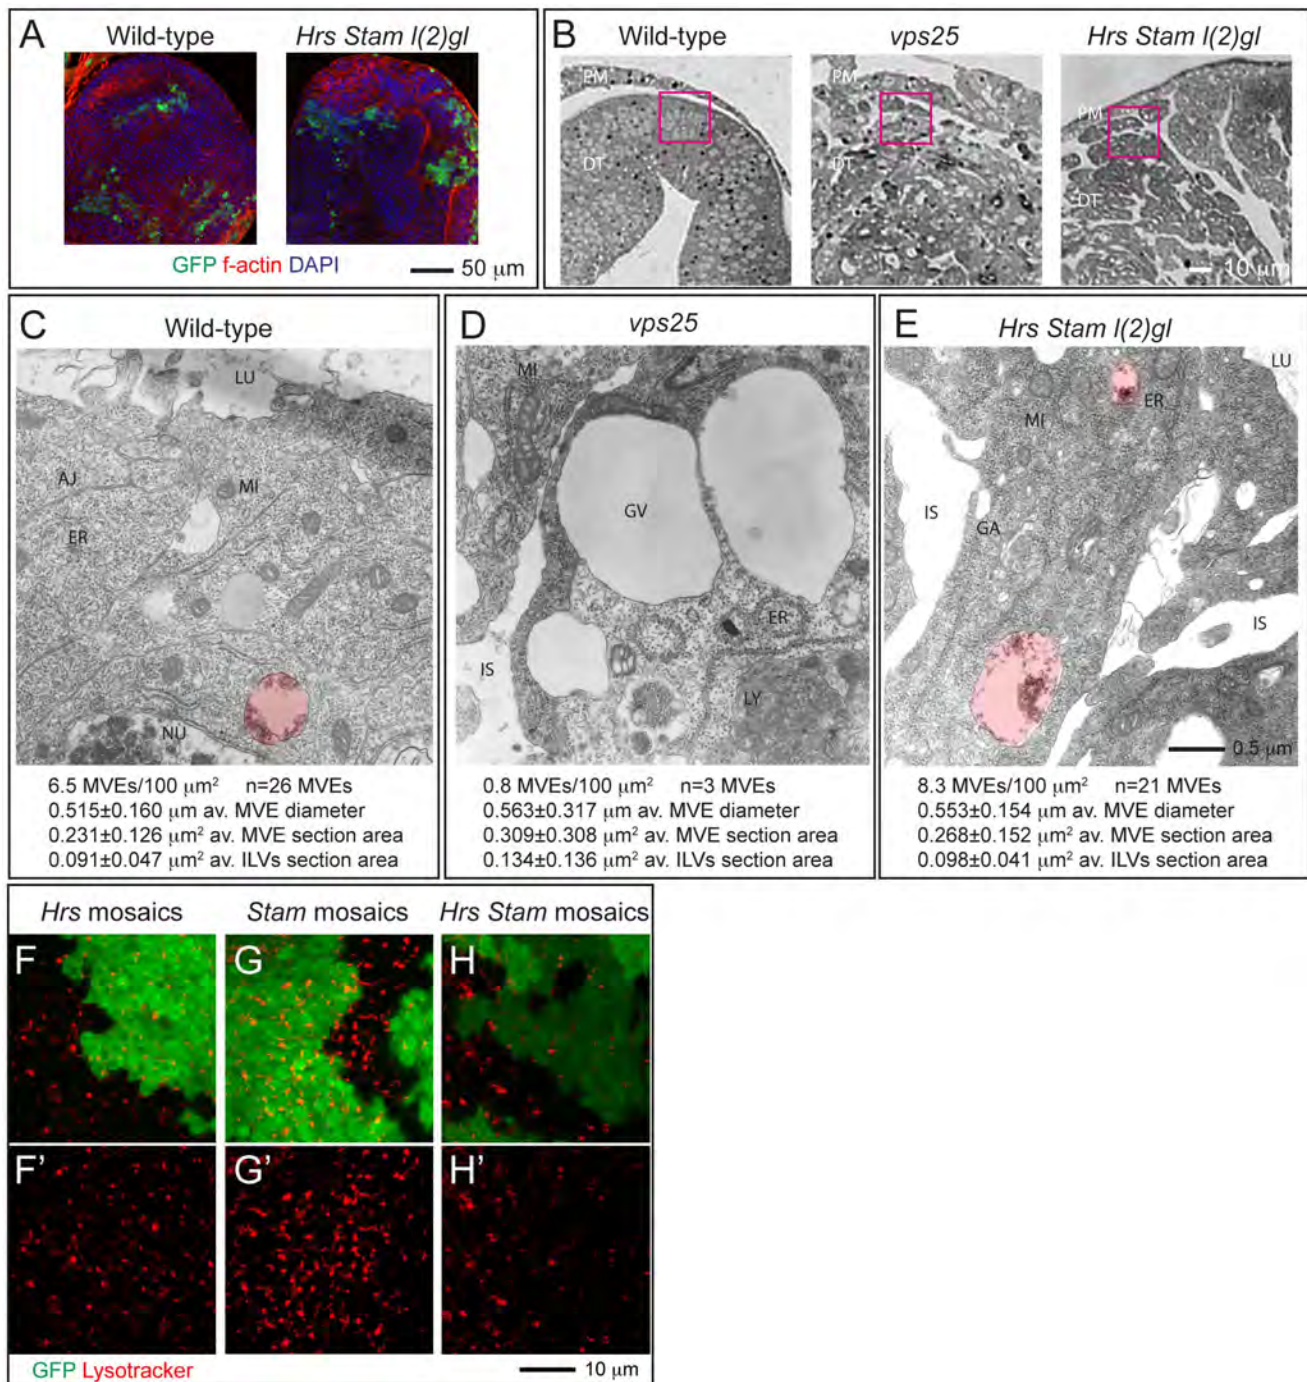 A
Wild-type
Hrs Stam l(2)gl
GFP f-actin DAPI
50 µm
B
Wild-type
vps25
Hrs Stam l(2)gl
PM
DT
PM
DT
PM
DT
10 µm
C
Wild-type
LU
AJ
MI
ER
NU
6.5 MVEs/100 µm² n=26 MVEs
0.515±0.160 µm av. MVE diameter
0.231±0.126 µm² av. MVE section area
0.091±0.047 µm² av. ILVs section area
D
vps25
MI
GV
ER
IS
LY
0.8 MVEs/100 µm² n=3 MVEs
0.563±0.317 µm av. MVE diameter
0.309±0.308 µm² av. MVE section area
0.134±0.136 µm² av. ILVs section area
E
Hrs Stam l(2)gl
LU
MI
ER
IS
GA
IS
0.5 µm
8.3 MVEs/100 µm² n=21 MVEs
0.553±0.154 µm av. MVE diameter
0.268±0.152 µm² av. MVE section area
0.098±0.041 µm² av. ILVs section area
Hrs mosaics
Stam mosaics
Hrs Stam mosaics
F
G
H
F'
G'
H'
GFP Lysotracker
10 µm